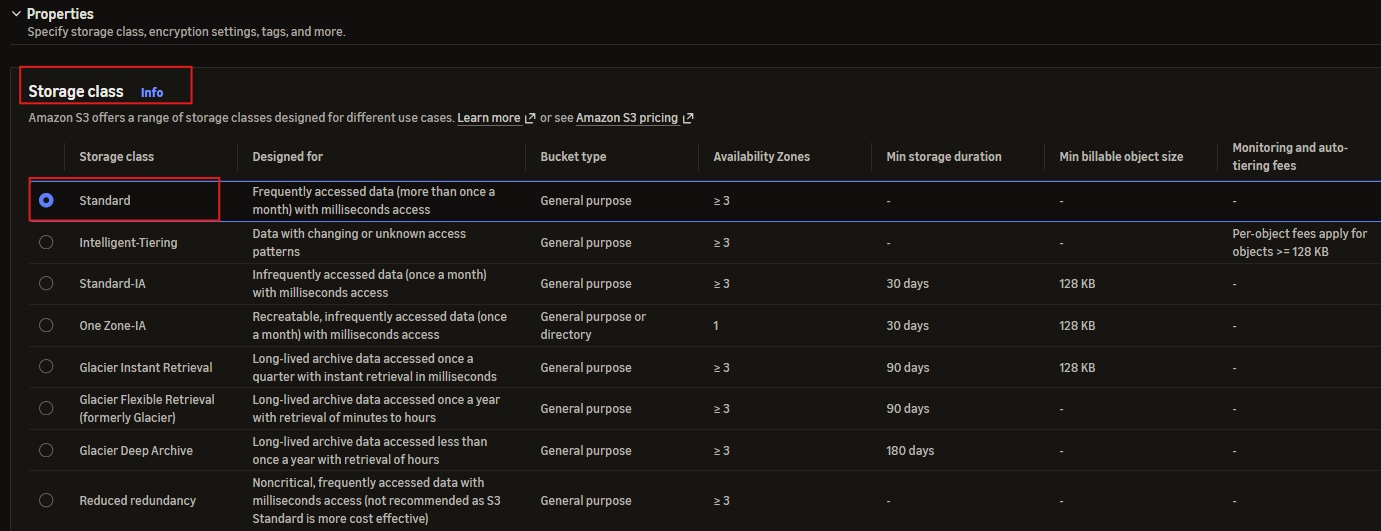 Properties
Specify storage class, encryption settings, tags, and more.
Storage class Info
Amazon S3 offers a range of storage classes designed for different use cases. Learn more or see Amazon S3 pricing
Storage class Designed for Bucket type Availability Zones Min storage duration Min billable object size Monitoring and auto-
tiering fees
Standard Frequently accessed data (more than once a
month) with milliseconds access General purpose ≥ 3 - - -
Intelligent-Tiering Data with changing or unknown access
patterns General purpose ≥ 3 - - Per-object fees apply for
objects >= 128 KB
Standard-IA Infrequently accessed data (once a month)
with milliseconds access General purpose ≥ 3 30 days 128 KB -
One Zone-IA Recreatable, infrequently accessed data (once
a month) with milliseconds access General purpose or
directory 1 30 days 128 KB -
Glacier Instant Retrieval Long-lived archive data accessed once a
quarter with instant retrieval in milliseconds General purpose ≥ 3 90 days 128 KB -
Glacier Flexible Retrieval
(formerly Glacier) Long-lived archive data accessed once a year
with retrieval of minutes to hours General purpose ≥ 3 90 days - -
Glacier Deep Archive Long-lived archive data accessed less than
once a year with retrieval of hours General purpose ≥ 3 180 days - -
Reduced redundancy Noncritical, frequently accessed data with
milliseconds access (not recommended as S3
Standard is more cost effective) General purpose ≥ 3 - - -